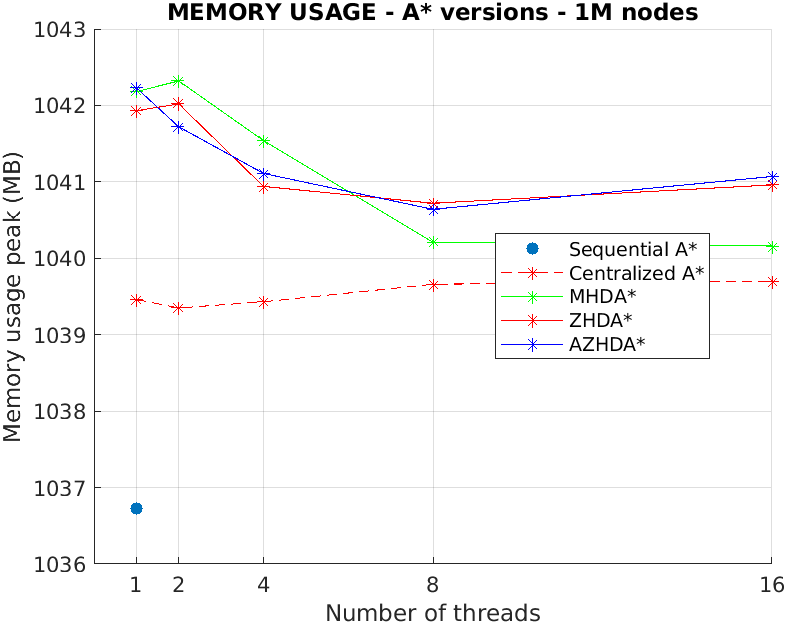 MEMORY USAGE - A* versions - 1M nodes
Memory usage peak (MB)
1043
1042
1041
1040
1039
1038
1037
1036
Sequential A*
Centralized A*
MHDA*
ZHDA*
AZHDA*
1 2 4 8 16
Number of threads